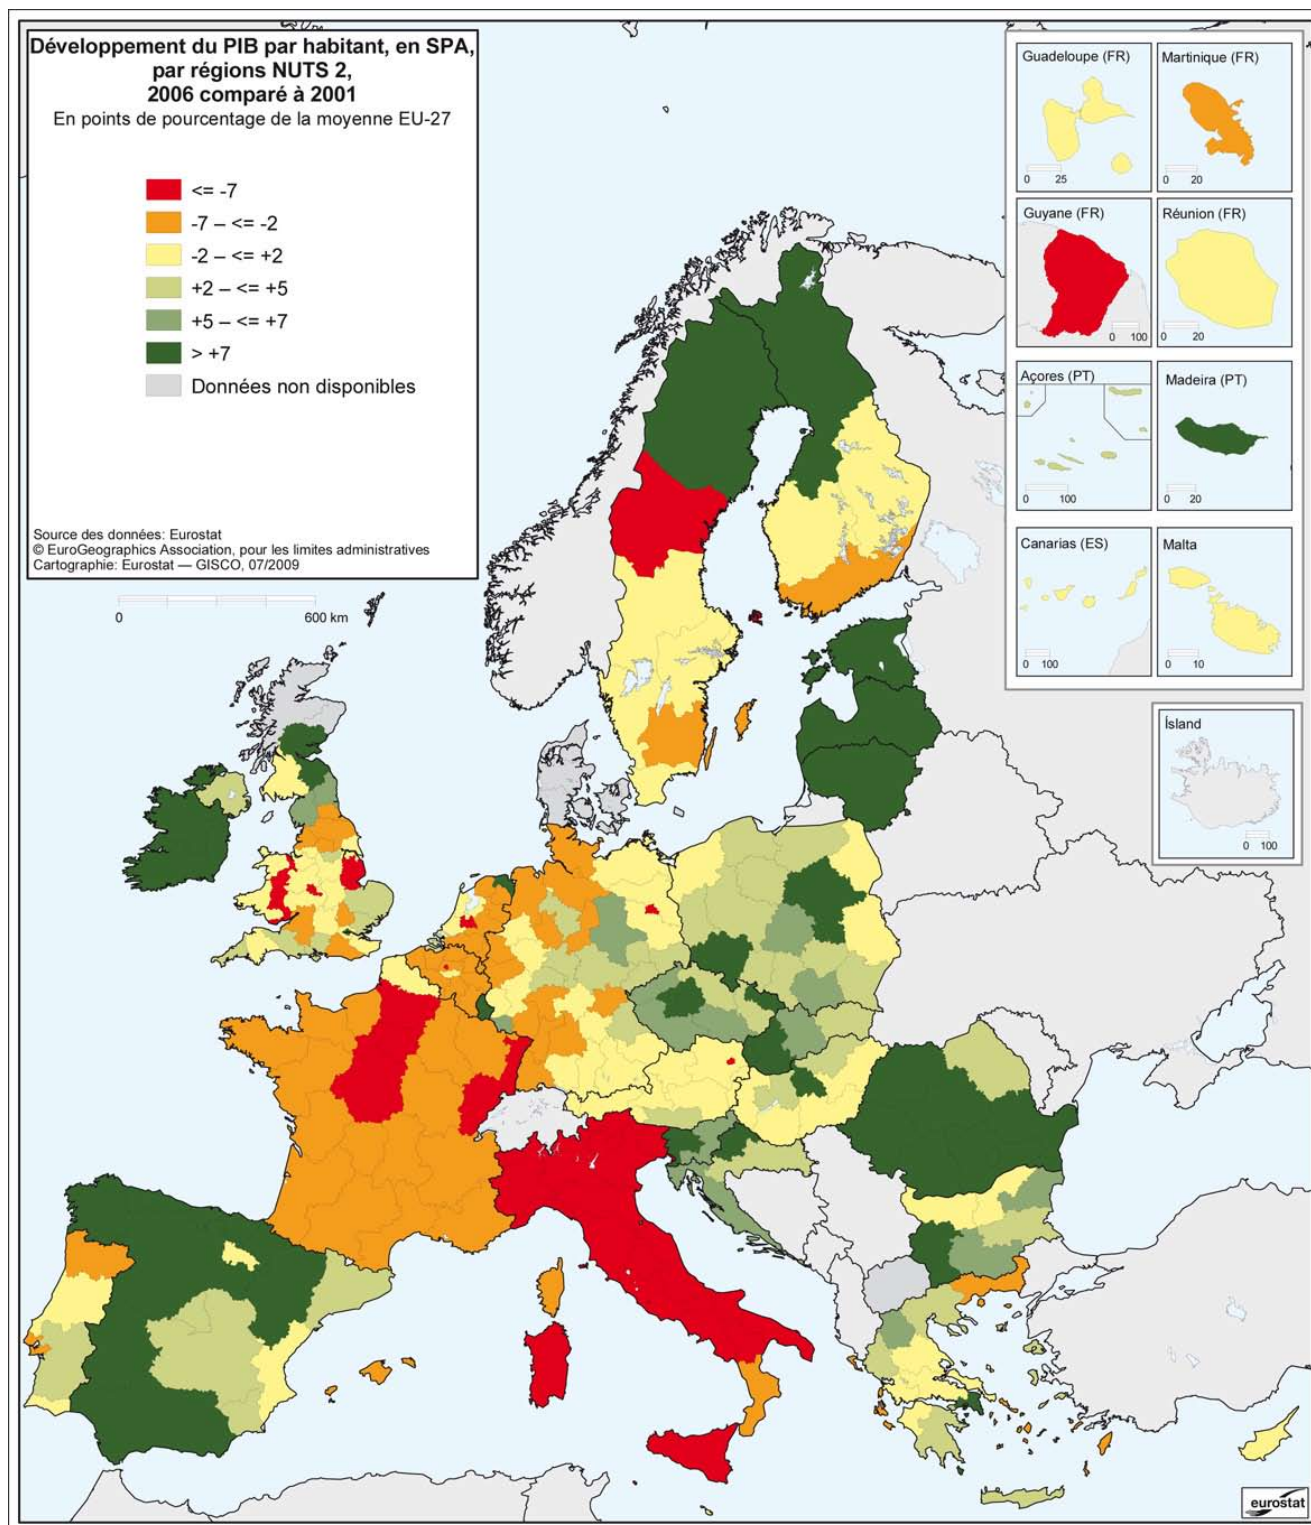 Développement du PIB par habitant, en SPA,
par régions NUTS 2,
2006 comparé à 2001
En points de pourcentage de la moyenne EU-27
<= -7
-7 – <= -2
-2 – <= +2
+2 – <= +5
+5 – <= +7
> +7
Données non disponibles
Source des données: Eurostat
© EuroGeographics Association, pour les limites administratives
Cartographie: Eurostat — GISCO, 07/2009
0 600 km
Guadeloupe (FR)
0 25
Martinique (FR)
0 20
Guyane (FR)
0 100
Réunion (FR)
0 20
Açores (PT)
0 100
Madeira (PT)
0 20
Canarias (ES)
0 100
Malta
0 10
Ísland
0 100
eurostat